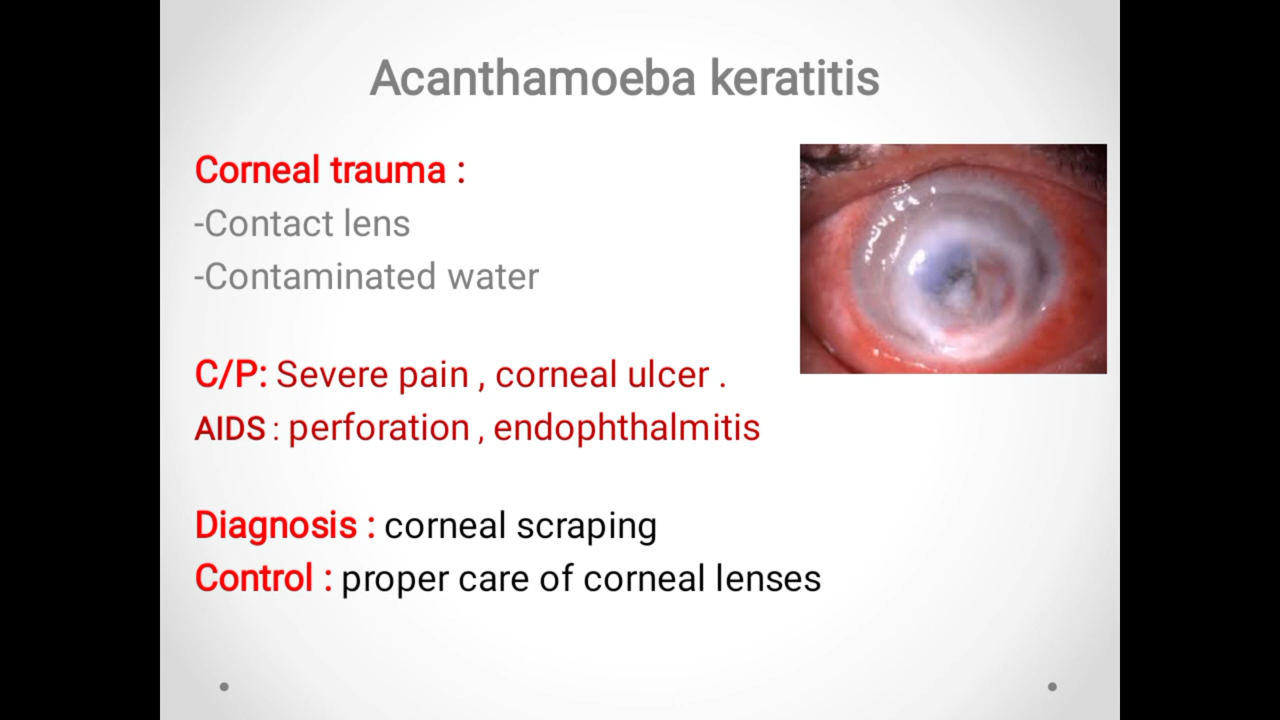 Acanthamoeba keratitis
Corneal trauma :
-Contact lens
-Contaminated water
C/P: Severe pain , corneal ulcer .
AIDS : perforation , endophthalmitis
Diagnosis : corneal scraping
Control : proper care of corneal lenses